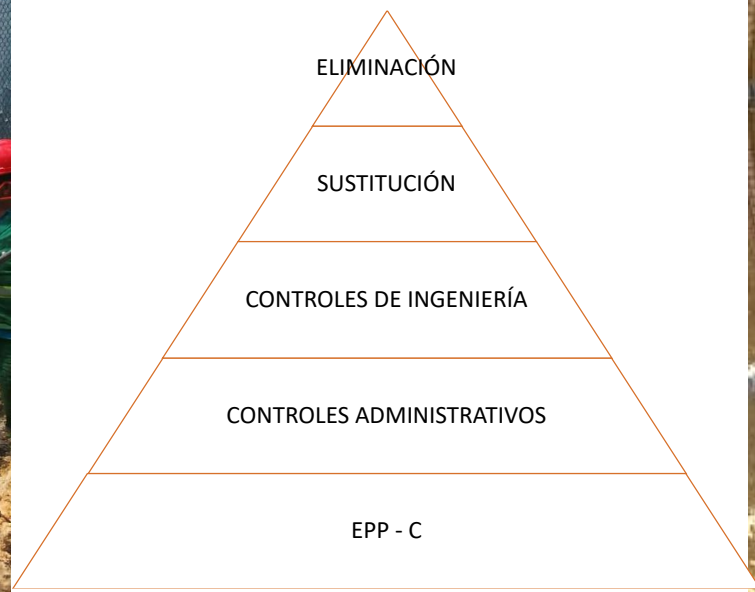 ELIMINACIÓN
SUSTITUCIÓN
CONTROLES DE INGENIERÍA
CONTROLES ADMINISTRATIVOS
EPP - C